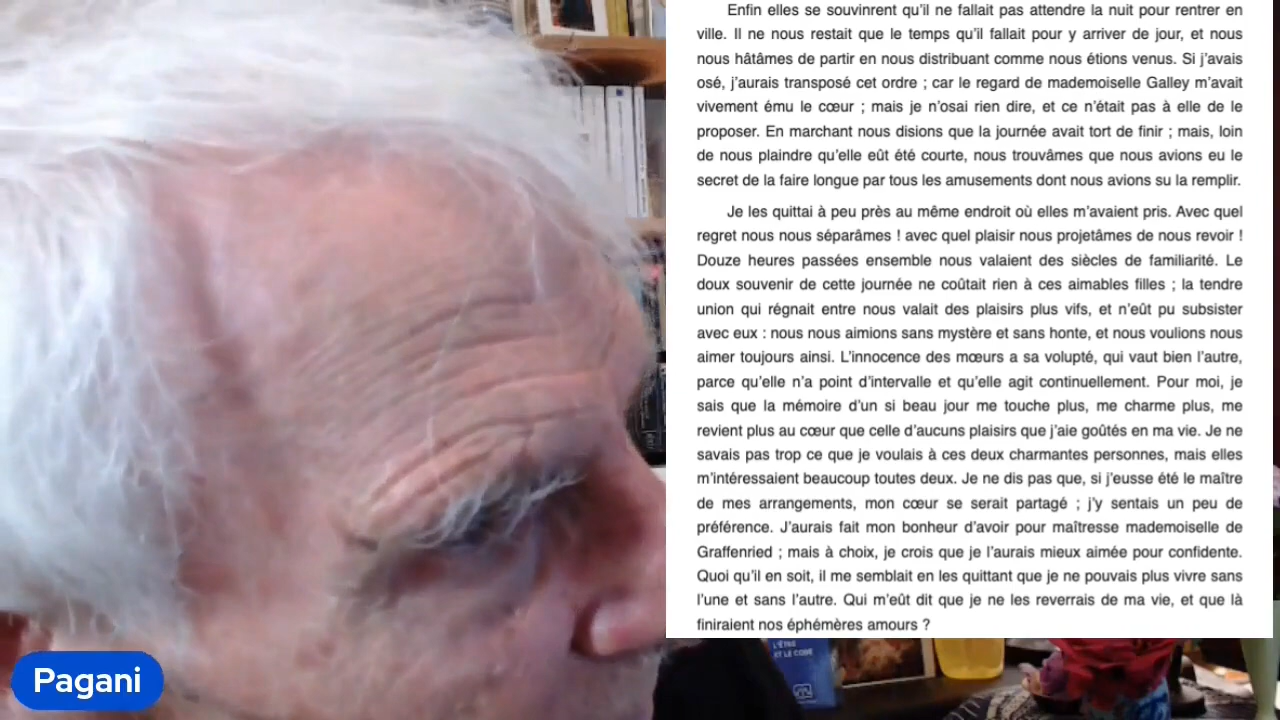 Enfin elles se souvinrent qu’il ne fallait pas attendre la nuit pour rentrer en
ville. Il ne nous restait que le temps qu’il fallait pour y arriver de jour, et nous
nous hâtâmes de partir en nous distribuant comme nous étions venus. Si j’avais
osé, j’aurais transposé cet ordre ; car le regard de mademoiselle Galley m’avait
vivement ému le cœur ; mais je n’osai rien dire, et ce n’était pas à elle de le
proposer. En marchant nous disions que la journée avait tort de finir ; mais, loin
de nous plaindre qu’elle eût été courte, nous trouvâmes que nous avions eu le
secret de la faire longue par tous les amusements dont nous avions su la remplir.
Je les quittai à peu près au même endroit où elles m’avaient pris. Avec quel
regret nous nous séparâmes ! avec quel plaisir nous projetâmes de nous revoir !
Douze heures passées ensemble nous valaient des siècles de familiarité. Le
doux souvenir de cette journée ne coûtait rien à ces aimables filles ; la tendre
union qui régnait entre nous valait des plaisirs plus vifs, et n’eût pu subsister
avec eux : nous nous aimions sans mystère et sans honte, et nous voulions nous
aimer toujours ainsi. L’innocence des mœurs a sa volupté, qui vaut bien l’autre,
parce qu’elle n’a point d’intervalle et qu’elle agit continuellement. Pour moi, je
sais que la mémoire d’un si beau jour me touche plus, me charme plus, me
revient plus au cœur que celle d’aucuns plaisirs que j’aie goûtés en ma vie. Je ne
savais pas trop ce que je voulais à ces deux charmantes personnes, mais elles
m’intéressaient beaucoup toutes deux. Je ne dis pas que, si j’eusse été le maître
de mes arrangements, mon cœur se serait partagé ; j’y sentais un peu de
préférence. J’aurais fait mon bonheur d’avoir pour maîtresse mademoiselle de
Graffenried ; mais à choix, je crois que je l’aurais mieux aimée pour confidente.
Quoi qu’il en soit, il me semblait en les quittant que je ne pouvais plus vivre sans
l’une et sans l’autre. Qui m’eût dit que je ne les reverrais de ma vie, et que là
finiraient nos éphémères amours ?
L'ÊTRE
ET LE CODE
Pagani